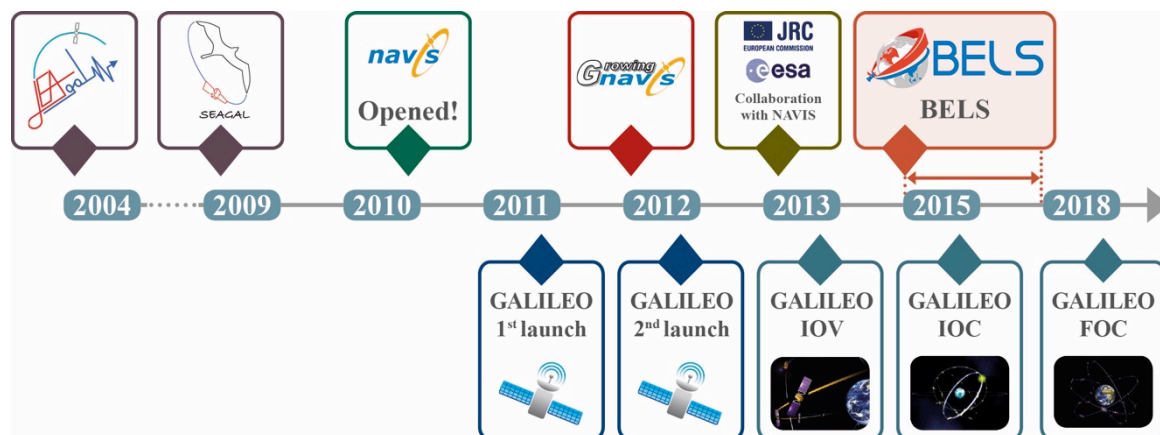 SEAGAL
navis
Opened!
Growing
navis
JRC
EUROPEAN COMMISSION
esa
Collaboration
with NAVIS
BELS
BELS
2004
2009
2010
2011
2012
2013
2015
2018
GALILEO
1st launch
GALILEO
2nd launch
GALILEO
IOV
GALILEO
IOC
GALILEO
FOC